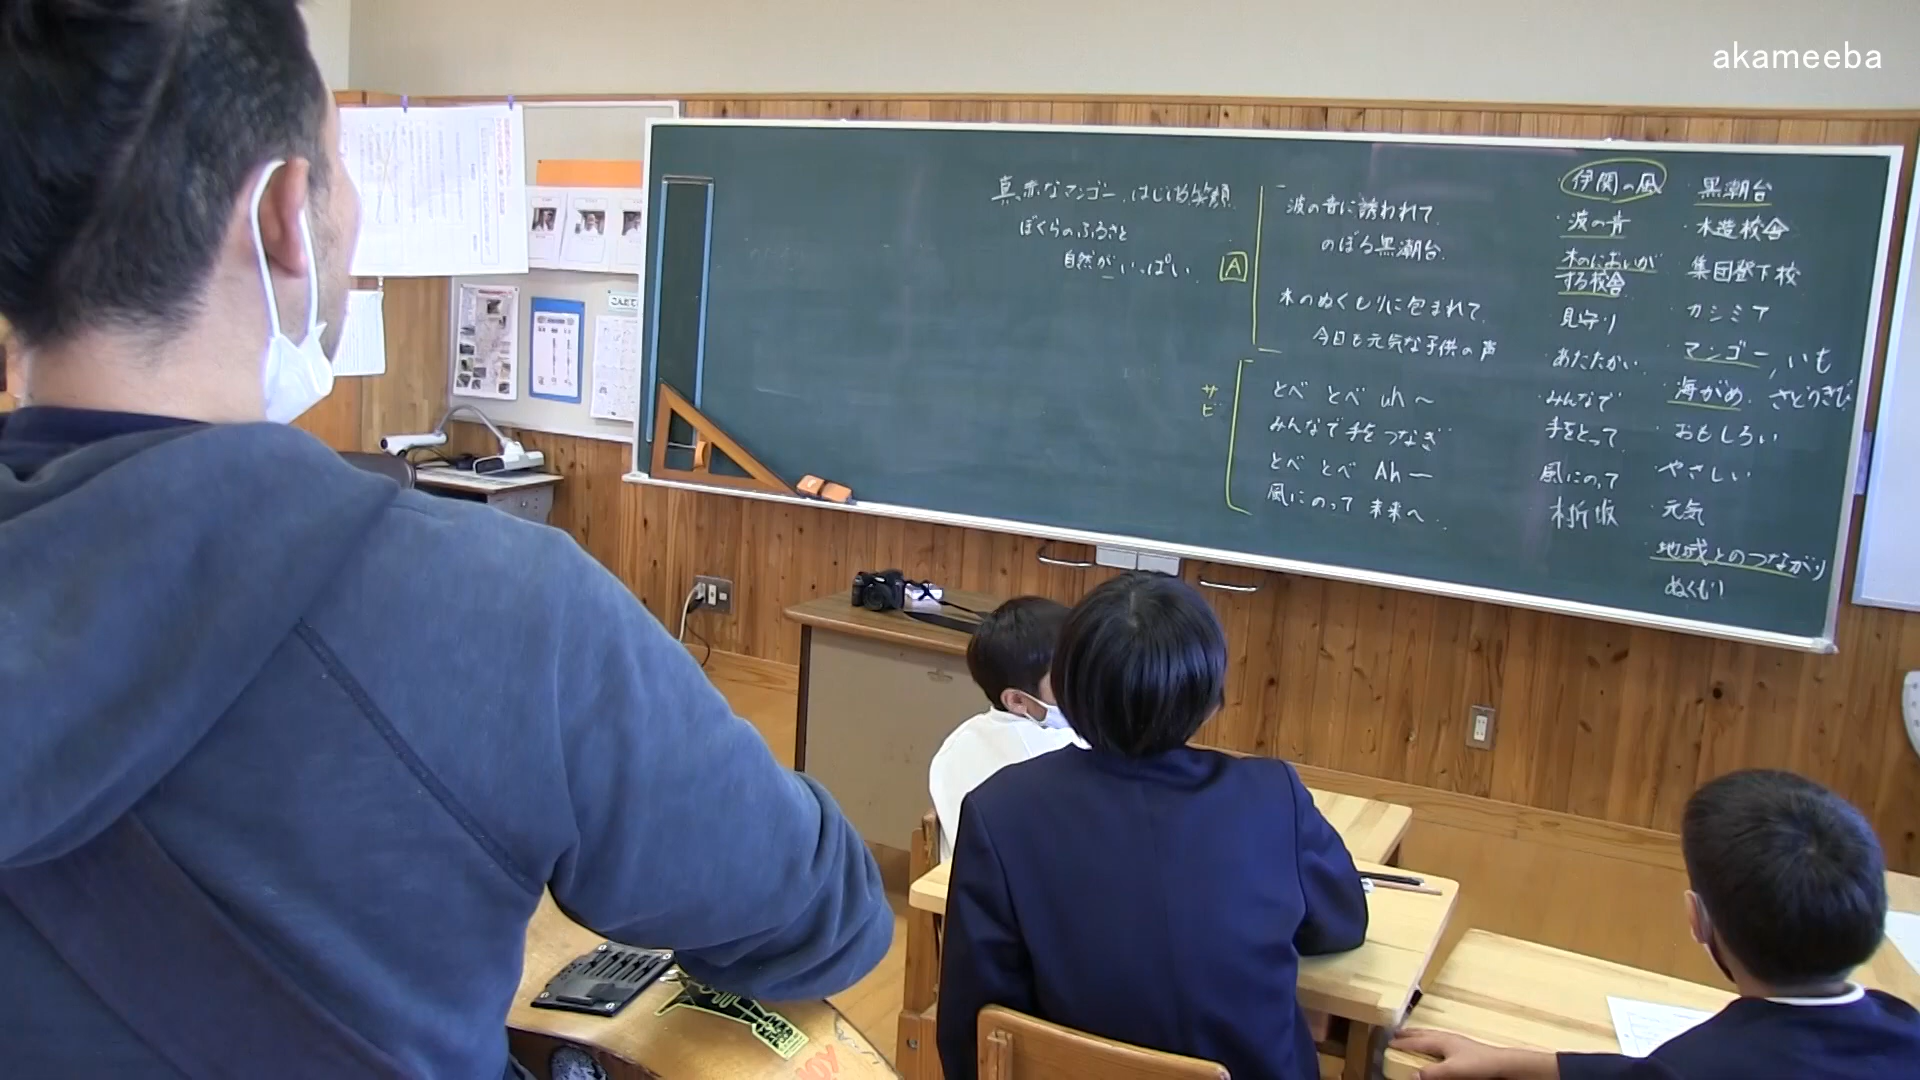 akameeba
伊関の風
・波の音
木のにおいが
する校舎
見守り
・あたたかい
・みんなで
手をとって
風にのって
・黒潮台
・木造校舎
集団登下校
カシミア
マンゴー、いも
海がめ、さとうきび
・おもしろい
・やさしい
・元気
・地域とのつながり
ぬくもり
A
波の音に誘われて
のぼる黒潮台
木のぬくもりに包まれて
今日も元気な子供の声
サビ
とべ とべ uh〜
みんなで手をつなぎ
とべ とべ Ah ー
風にのって 未来へ
真っ赤なマンゴー、はじける笑顔
ぼくらのふるさと
自然がいっぱい